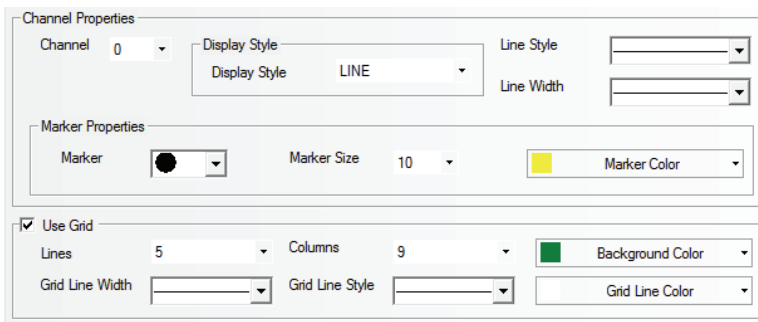 Channel Properties
Channel 0 Display Style Line Style
Display Style LINE
Line Width
Marker Properties
Marker Marker Size 10 Marker Color
Use Grid
Lines 5 Columns 9 Background Color
Grid Line Width Grid Line Style Grid Line Color